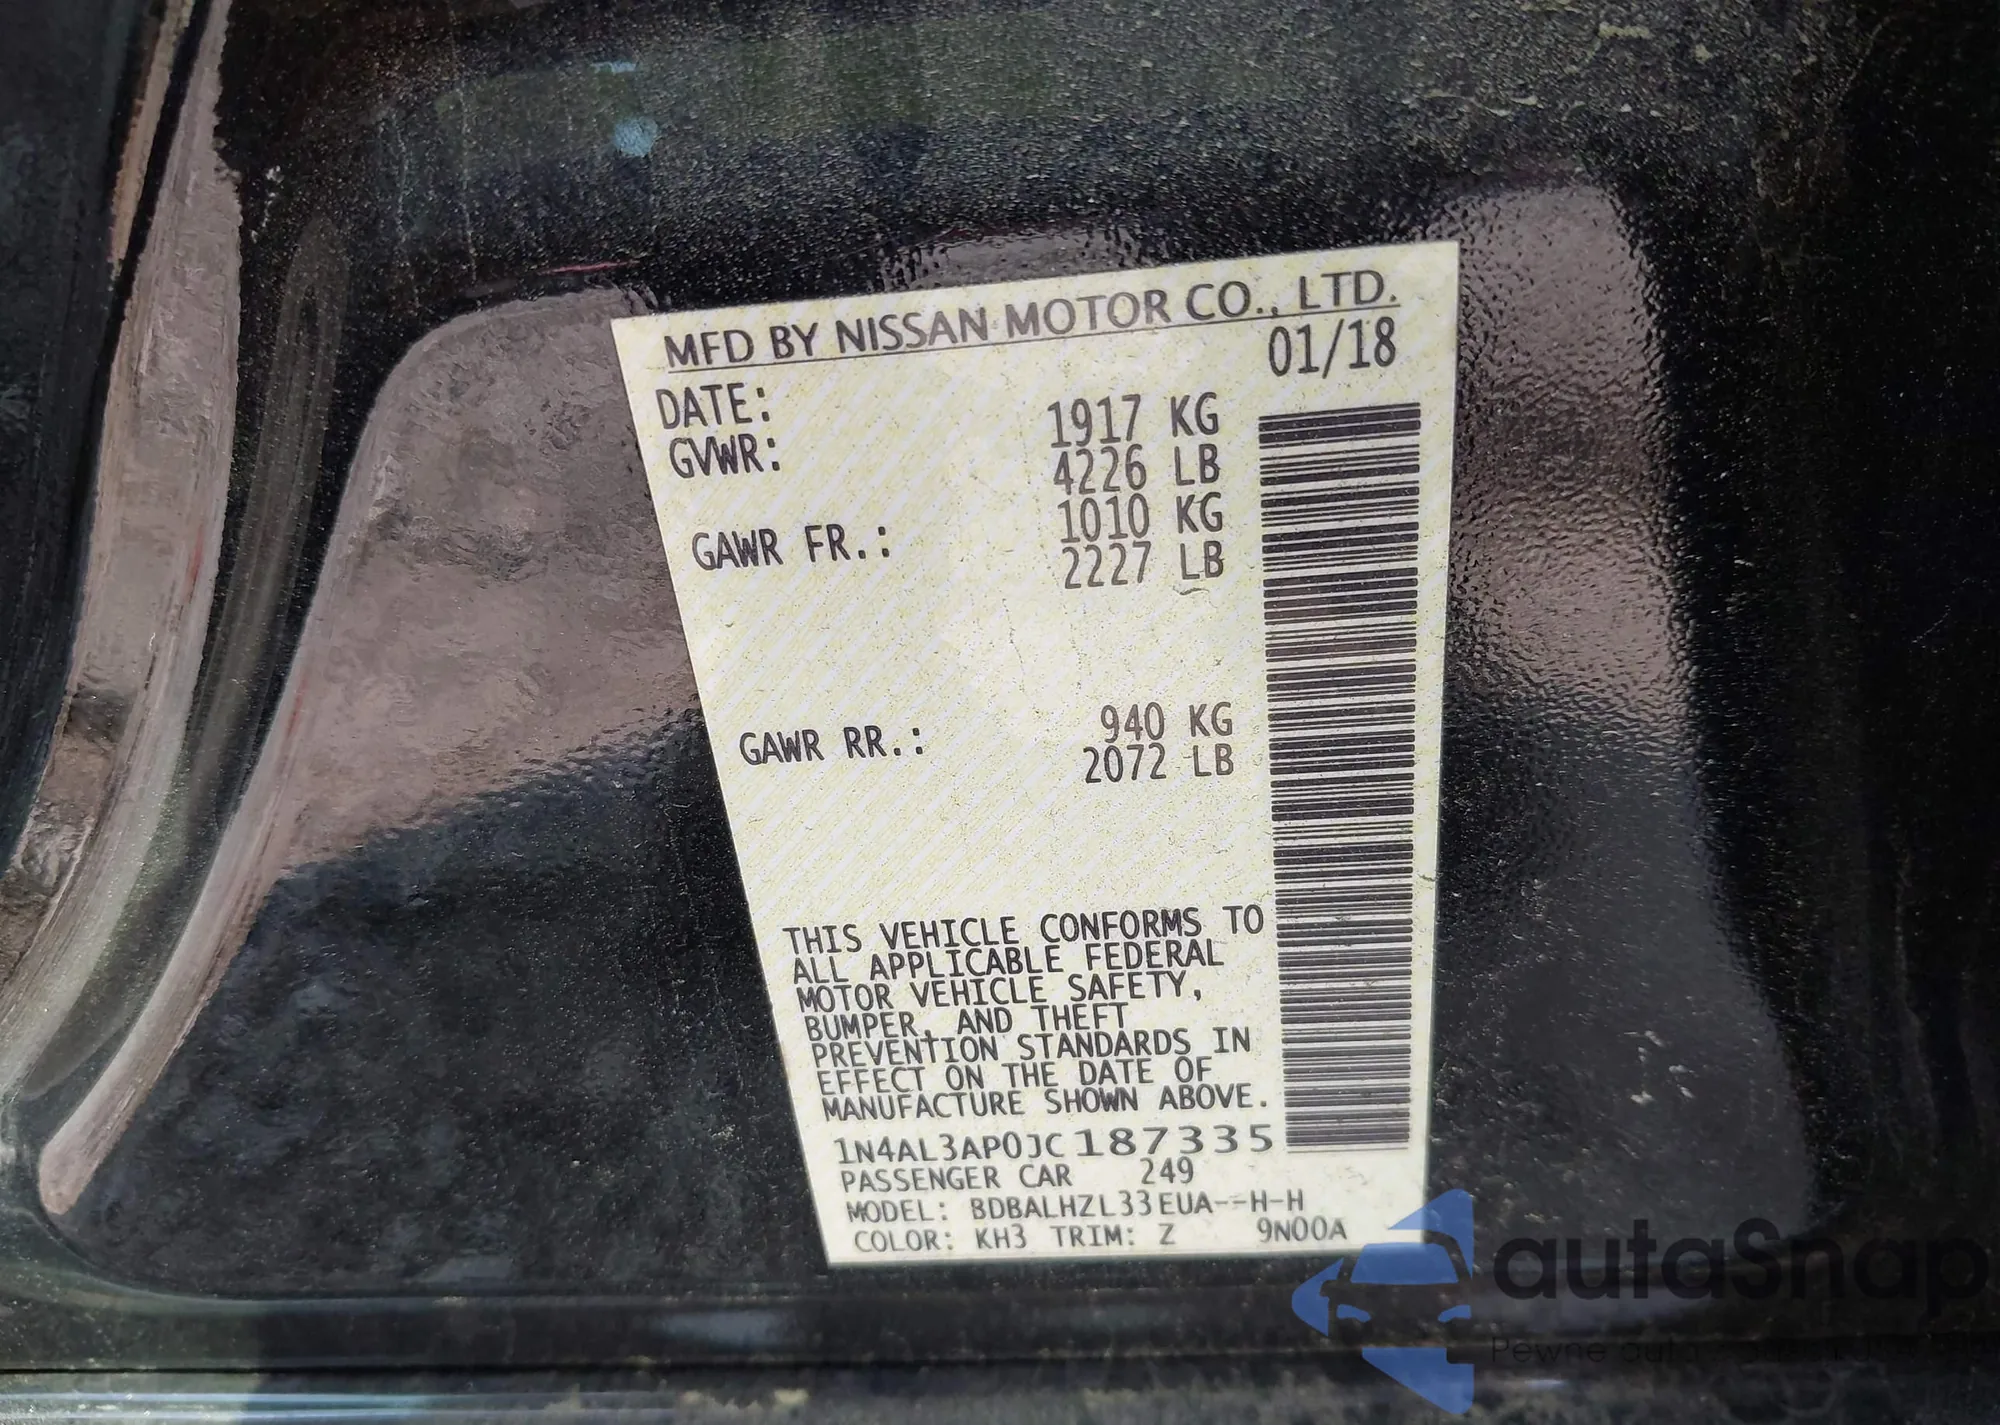 MFD BY NISSAN MOTOR CO., LTD.
DATE: 01/18
GVWR: 1917 KG
4226 LB
GAWR FR.: 1010 KG
2227 LB
GAWR RR.: 940 KG
2072 LB
THIS VEHICLE CONFORMS TO
ALL APPLICABLE FEDERAL
MOTOR VEHICLE SAFETY,
BUMPER, AND THEFT
PREVENTION STANDARDS IN
EFFECT ON THE DATE OF
MANUFACTURE SHOWN ABOVE.
1N4AL3AP0JC187335
PASSENGER CAR 249
MODEL: BDBALHZL33EUA--H-H
COLOR: KH3 TRIM: Z 9N00A
autaSnap
Pewne auta